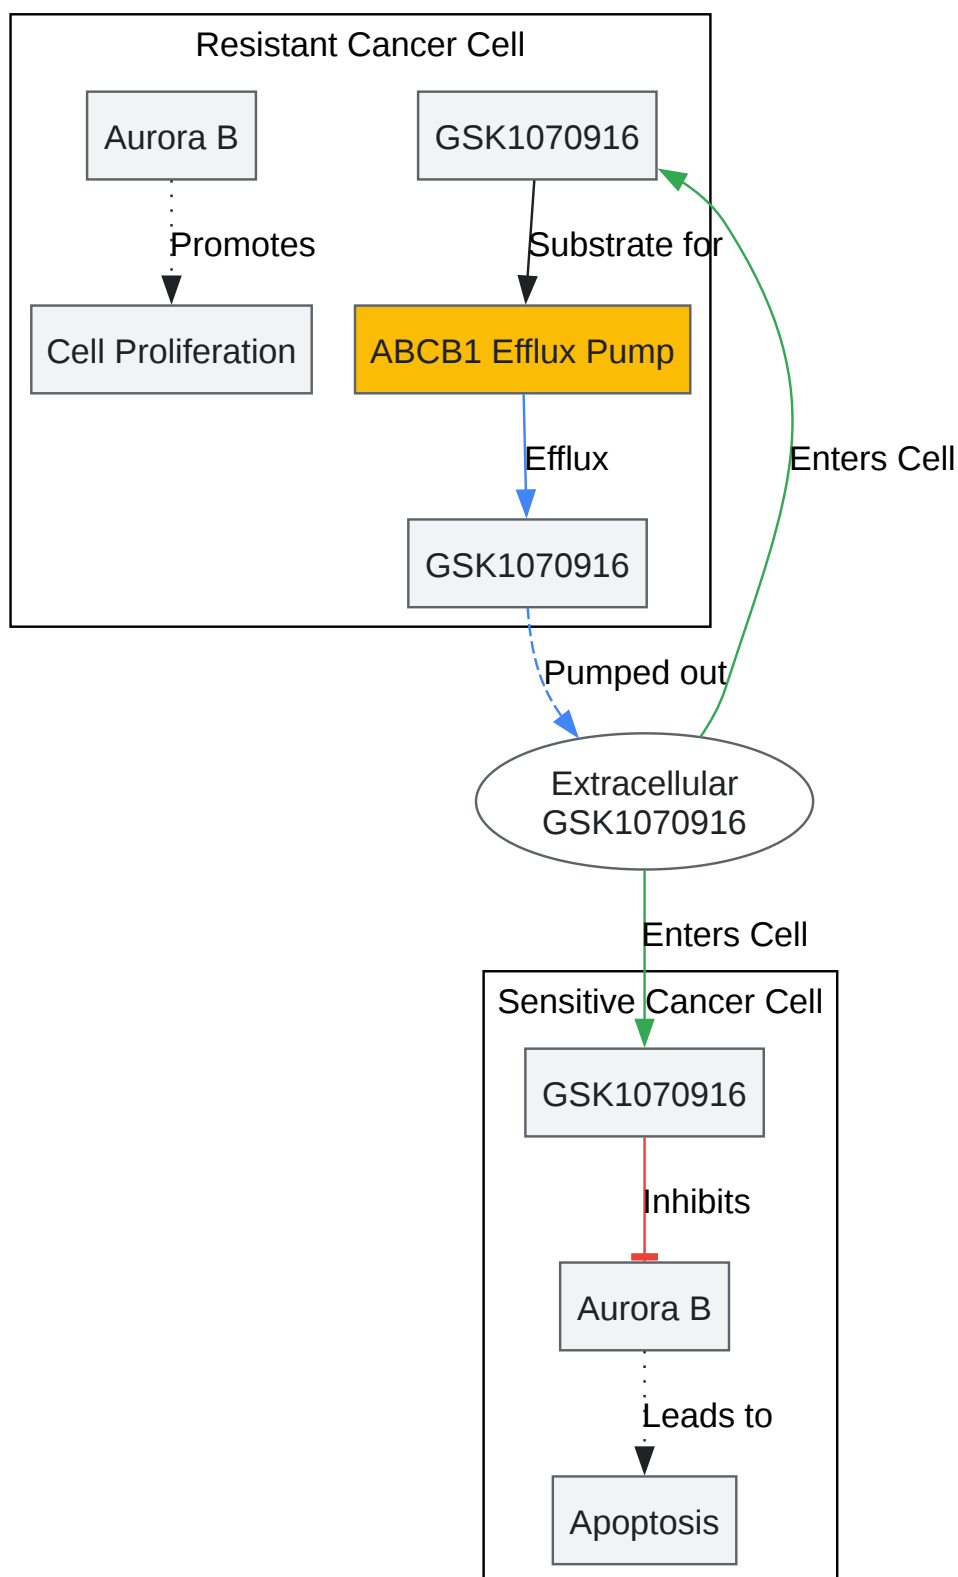 Resistant Cancer Cell
Aurora B
GSK1070916
Promotes
Substrate for
Cell Proliferation
ABCB1 Efflux Pump
Efflux
Enters Cell
GSK1070916
Pumped out
Extracellular
GSK1070916
Enters Cell
Sensitive Cancer Cell
GSK1070916
Inhibits
Aurora B
Leads to
Apoptosis